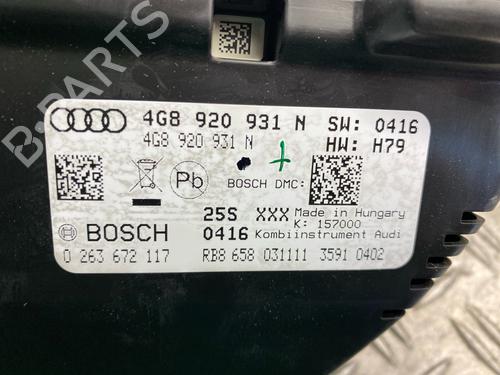 4G8 920 931 N SW: 0416
4G8 920 931 N HW: H79
Pb BOSCH DMC:
25S XXX Made in Hungary
K: 157000
BOSCH 0416 Kombiinstrument Audi
0 263 672 117 RB8 658 031111 3591 0402
B-PARTS